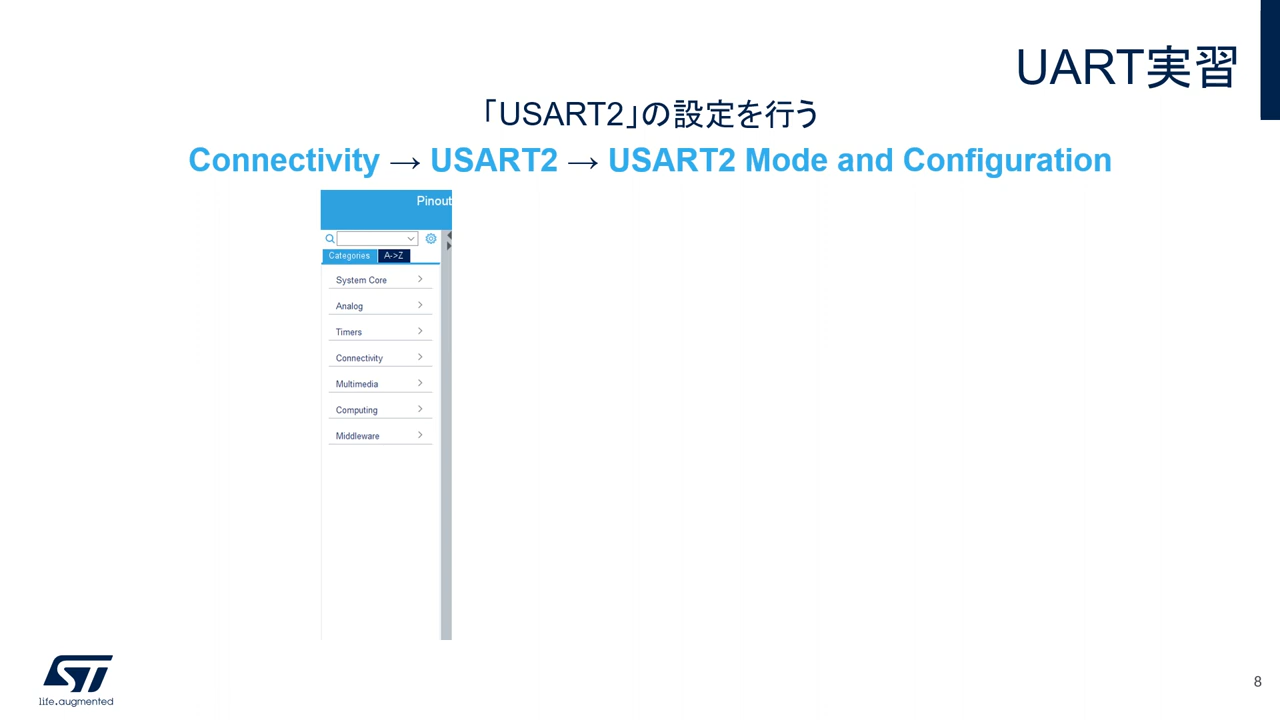 UART実習
「USART2」の設定を行う
Connectivity → USART2 → USART2 Mode and Configuration
Pinout
Categories A->Z
System Core
Analog
Timers
Connectivity
Multimedia
Computing
Middleware
life.augmented
8